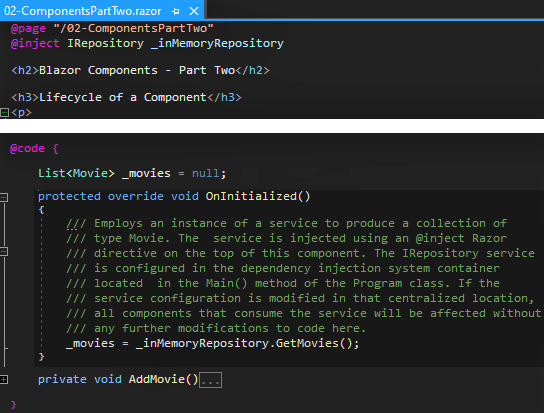 02-ComponentsPartTwo.razor
@page "/02-ComponentsPartTwo"
@inject IRepository _inMemoryRepository
<h2>Blazor Components - Part Two</h2>
<h3>Lifecycle of a Component</h3>
<p>
@code {
List<Movie> _movies = null;
protected override void OnInitialized()
{
/// Employs an instance of a service to produce a collection of
/// type Movie. The  service is injected using an @inject Razor
/// directive on the top of this component. The IRepository service
/// is configured in the dependency injection system container
/// located  in the Main() method of the Program class. If the
/// service configuration is modified in that centralized location,
/// all components that consume the service will be affected without
/// any further modifications to code here.
_movies = _inMemoryRepository.GetMovies();
}
private void AddMovie()...
}